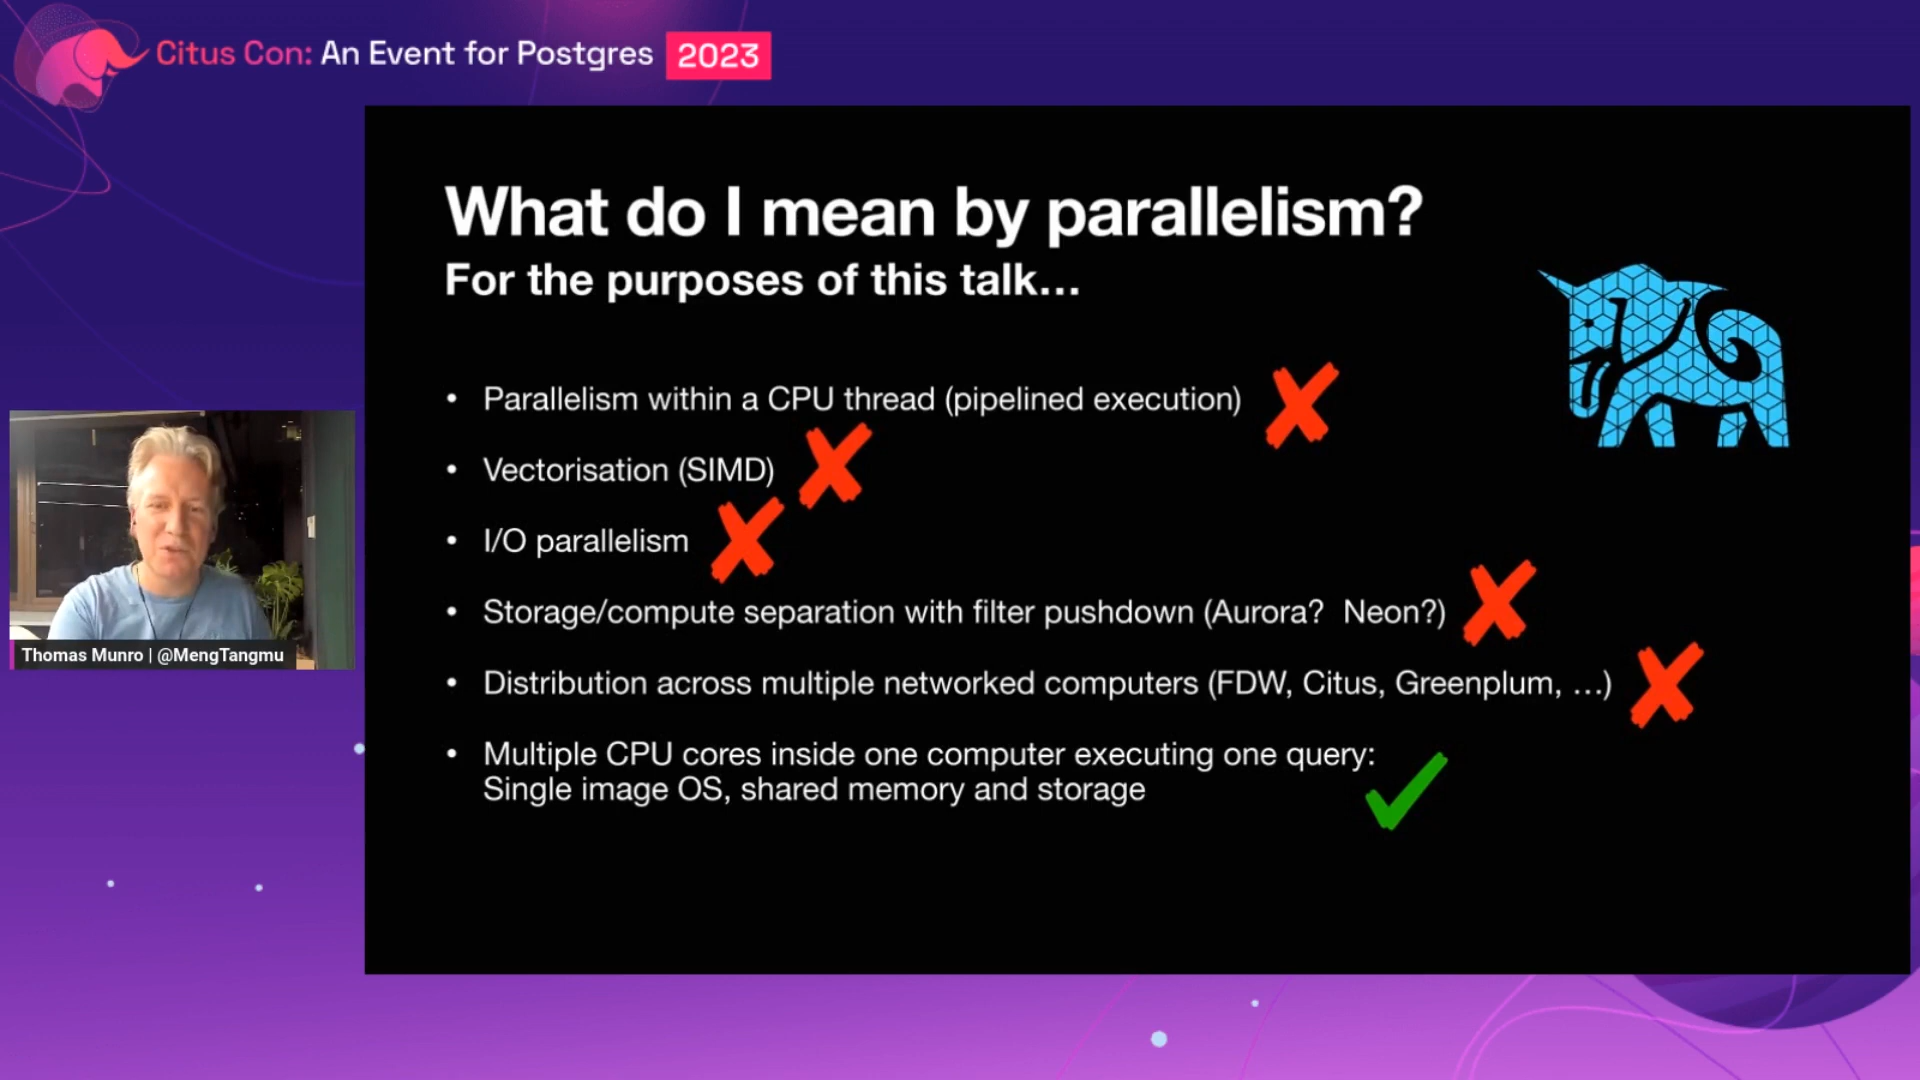 Citus Con: An Event for Postgres 2023
What do I mean by parallelism?
For the purposes of this talk...
• Parallelism within a CPU thread (pipelined execution)
• Vectorisation (SIMD)
• I/O parallelism
• Storage/compute separation with filter pushdown (Aurora? Neon?)
• Distribution across multiple networked computers (FDW, Citus, Greenplum, ...)
• Multiple CPU cores inside one computer executing one query:
Single image OS, shared memory and storage
Thomas Munro | @MengTangmu